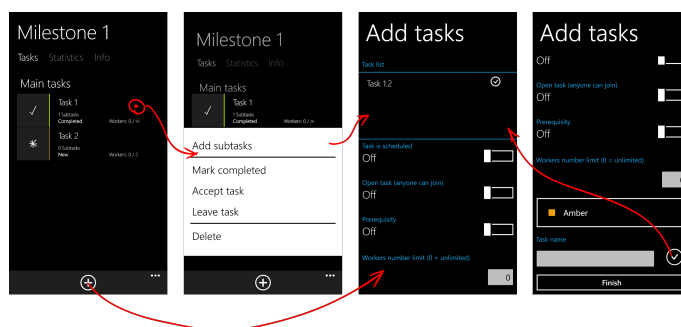 Milestone 1
Tasks Statistics Info
Main tasks
Task 1
1 Subtasks
Completed Workers: 0 / ∞
Task 2
0 Subtasks
New Workers: 0 / 2
Milestone 1
Tasks Statistics Info
Main tasks
Task 1
1 Subtasks
Completed Workers: 0 / ∞
Add subtasks
Mark completed
Accept task
Leave task
Delete
Add tasks
Task list
Task 1.2
Task is scheduled
Off
Open task (anyone can join)
Off
Prerequisity
Off
Workers number limit (0 = unlimited)
0
Add tasks
Off
Open task (anyone can join)
Off
Prerequisity
Off
Workers number limit (0 = unlimited)
Amber
Task name
Finish